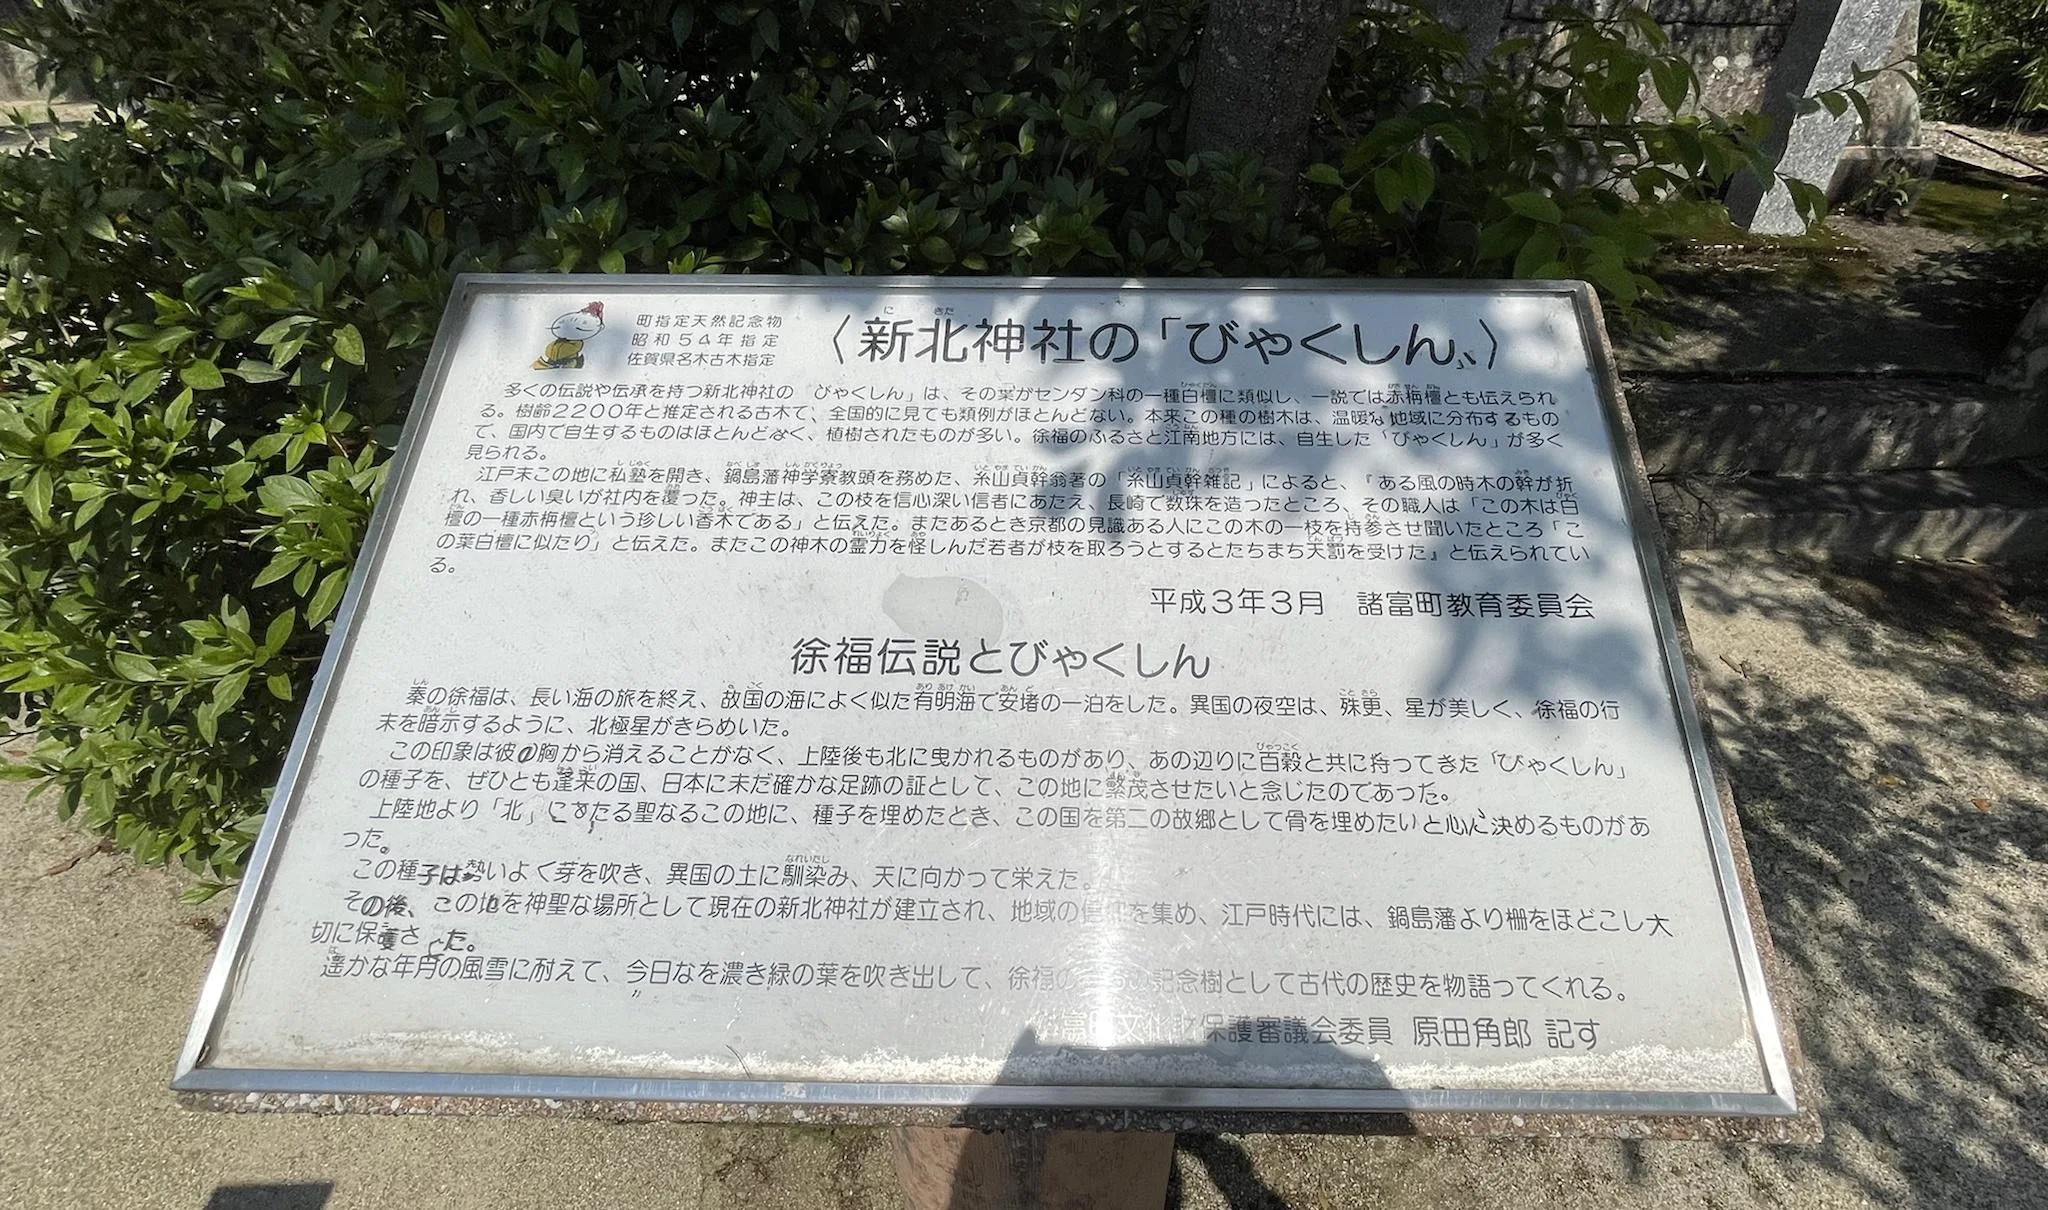 町指定天然記念物
昭和54年指定
佐賀県名木古木指定
にきた
〈新北神社の「びゃくしん」〉
多くの伝説や伝承を持つ新北神社の びゃくしん」は、その葉がセンダン科の一種白檀に類似し、一説では赤栴檀とも伝えられ
る。樹齢2200年と推定される古木で、全国的に見ても類例がほとんどない。本来この種の樹木は、温暖な地域に分布するもの
で、国内で自生するものはほとんどなく、植樹されたものが多い。徐福のふるさと江南地方には、自生した「びゃくしん」が多く
見られる。
江戸末この地に私塾を開き、鍋島藩神学寮教頭を務めた、糸山貞幹翁著の「糸山貞幹雑記」によると、『ある風の時木の幹が折
れ、香しい臭いが社内を覆った。神主は、この枝を信心深い信者にあたえ、長崎で数珠を造ったところ、その職人は「この木は白
檀の一種赤栴檀という珍しい香木である」と伝えた。またあるとき京都の見識ある人にこの木の一枝を持参させ聞いたところ「こ
の葉白檀に似たり」と伝えた。またこの神木の霊力を怪しんだ若者が枝を取ろうとするとたちまち天罰を受けた』と伝えられてい
る。
平成3年3月 諸富町教育委員会
徐福伝説とびゃくしん
秦の徐福は、長い海の旅を終え、故国の海によく似た有明海で安堵の一泊をした。異国の夜空は、殊更、星が美しく、徐福の行
末を暗示するように、北極星がきらめいた。
この印象は彼の胸から消えることがなく、上陸後も北に曳かれるものがあり、あの辺りに百穀と共に持ってきた「びゃくしん」
の種子を、ぜひとも蓬来の国、日本に未だ確かな足跡の証として、この地に繁茂させたいと念じたのであった。
上陸地より「北」にあたる聖なるこの地に、種子を埋めたとき、この国を第二の故郷として骨を埋めたいと心に決めるものがあ
った。
この種子は勢いよく芽を吹き、異国の土に馴染み、天に向かって栄えた。
その後、この地を神聖な場所として現在の新北神社が建立され、地域の信仰を集め、江戸時代には、鍋島藩より柵をほどこし大
切に保護さ た。
遥かな年月の風雪に耐えて、今日なを濃き緑の葉を吹き出して、徐福の 記念樹として古代の歴史を物語ってくれる。
富町文化財保護審議会委員 原田角郎 記す